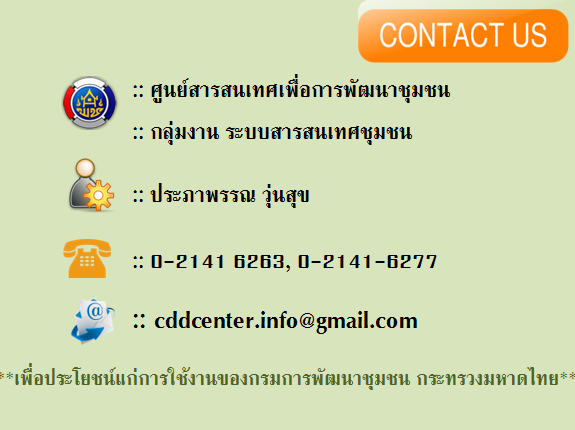 CONTACT US
:: ศูนย์สารสนเทศเพื่อการพัฒนาชุมชน
:: กลุ่มงาน ระบบสารสนเทศชุมชน
:: ประภาพรรณ วุ่นสุข
:: 0-2141 6263, 0-2141-6277
:: cddcenter.info@gmail.com
**เพื่อประโยชน์แก่การใช้งานของกรมการพัฒนาชุมชน กระทรวงมหาดไทย**